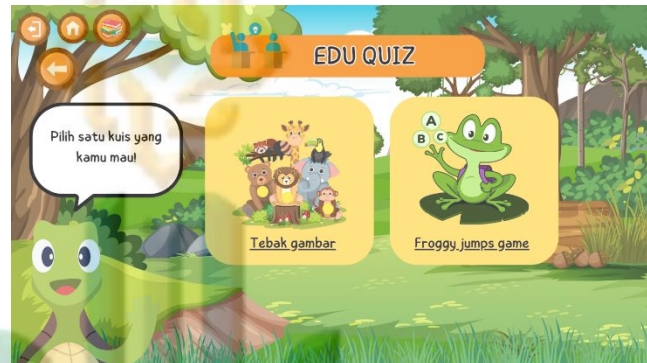 EDU QUIZ
Pilih satu kuis yang
kamu mau!
A
B C
Tebak gambar
Froggy jumps game